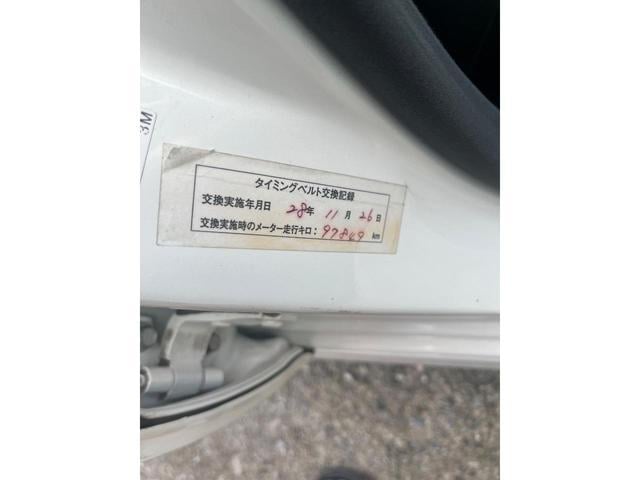 タイミングベルト交換記録
交換実施年月日 28年 11月 26日
交換実施時のメーター走行キロ: 97849 km
3M